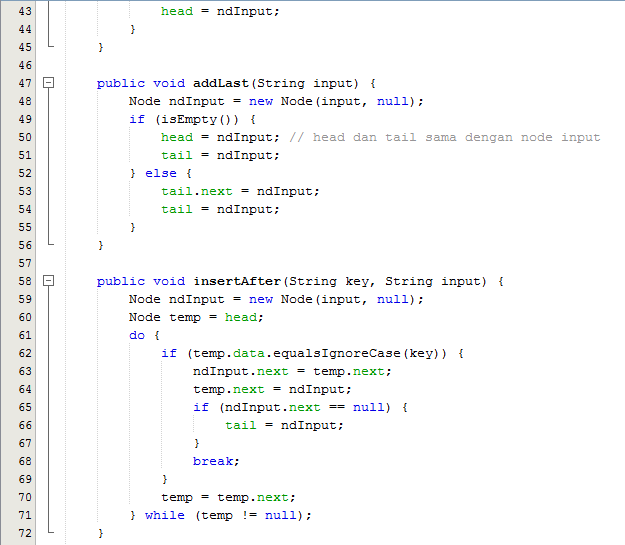 43 head = ndInput;
44 }
45 }
46
47 public void addLast(String input) {
48 Node ndInput = new Node(input, null);
49 if (isEmpty()) {
50 head = ndInput; // head dan tail sama dengan node input
51 tail = ndInput;
52 } else {
53 tail.next = ndInput;
54 tail = ndInput;
55 }
56 }
57
58 public void insertAfter(String key, String input) {
59 Node ndInput = new Node(input, null);
60 Node temp = head;
61 do {
62 if (temp.data.equalsIgnoreCase(key)) {
63 ndInput.next = temp.next;
64 temp.next = ndInput;
65 if (ndInput.next == null) {
66 tail = ndInput;
67 }
68 break;
69 }
70 temp = temp.next;
71 } while (temp != null);
72 }